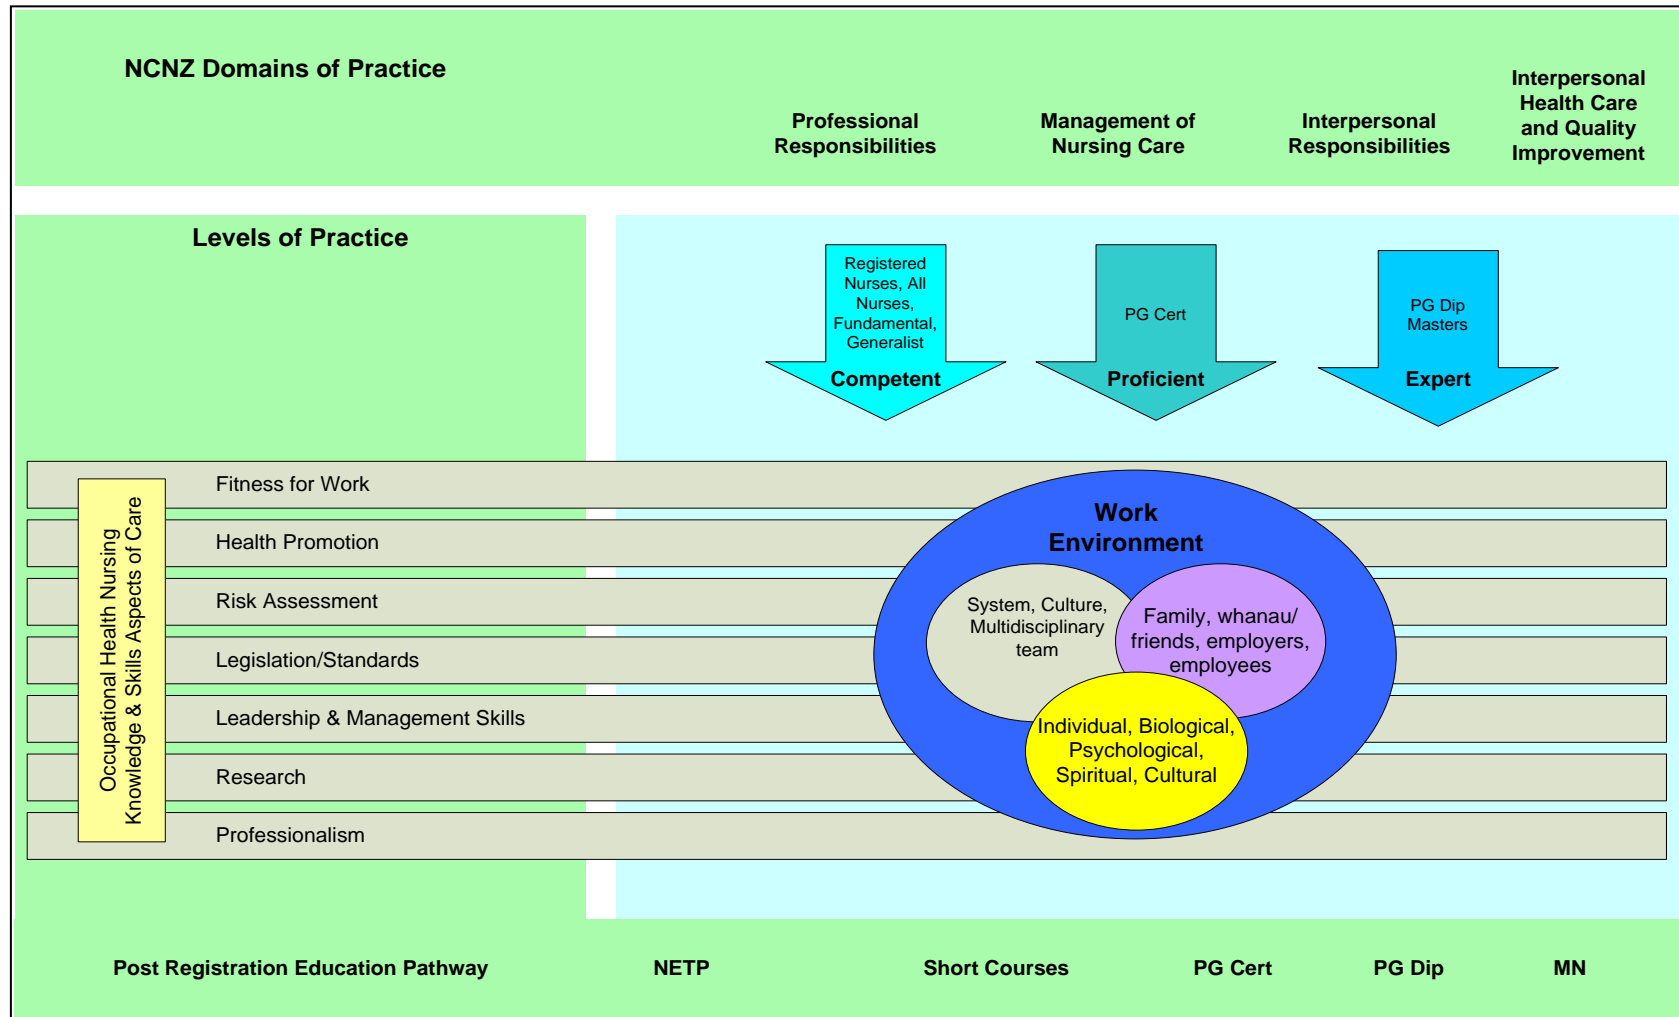 NCNZ Domains of Practice
Professional
Responsibilities
Management of
Nursing Care
Interpersonal
Responsibilities
Interpersonal
Health Care
and Quality
Improvement
Levels of Practice
Registered
Nurses, All
Nurses,
Fundamental,
Generalist
Competent
PG Cert
Proficient
PG Dip
Masters
Expert
Occupational Health Nursing
Knowledge & Skills Aspects of Care
Fitness for Work
Health Promotion
Risk Assessment
Legislation/Standards
Leadership & Management Skills
Research
Professionalism
Work
Environment
System, Culture,
Multidisciplinary
team
Family, whanau/
friends, employers,
employees
Individual, Biological,
Psychological,
Spiritual, Cultural
Post Registration Education Pathway
NETP
Short Courses
PG Cert
PG Dip
MN